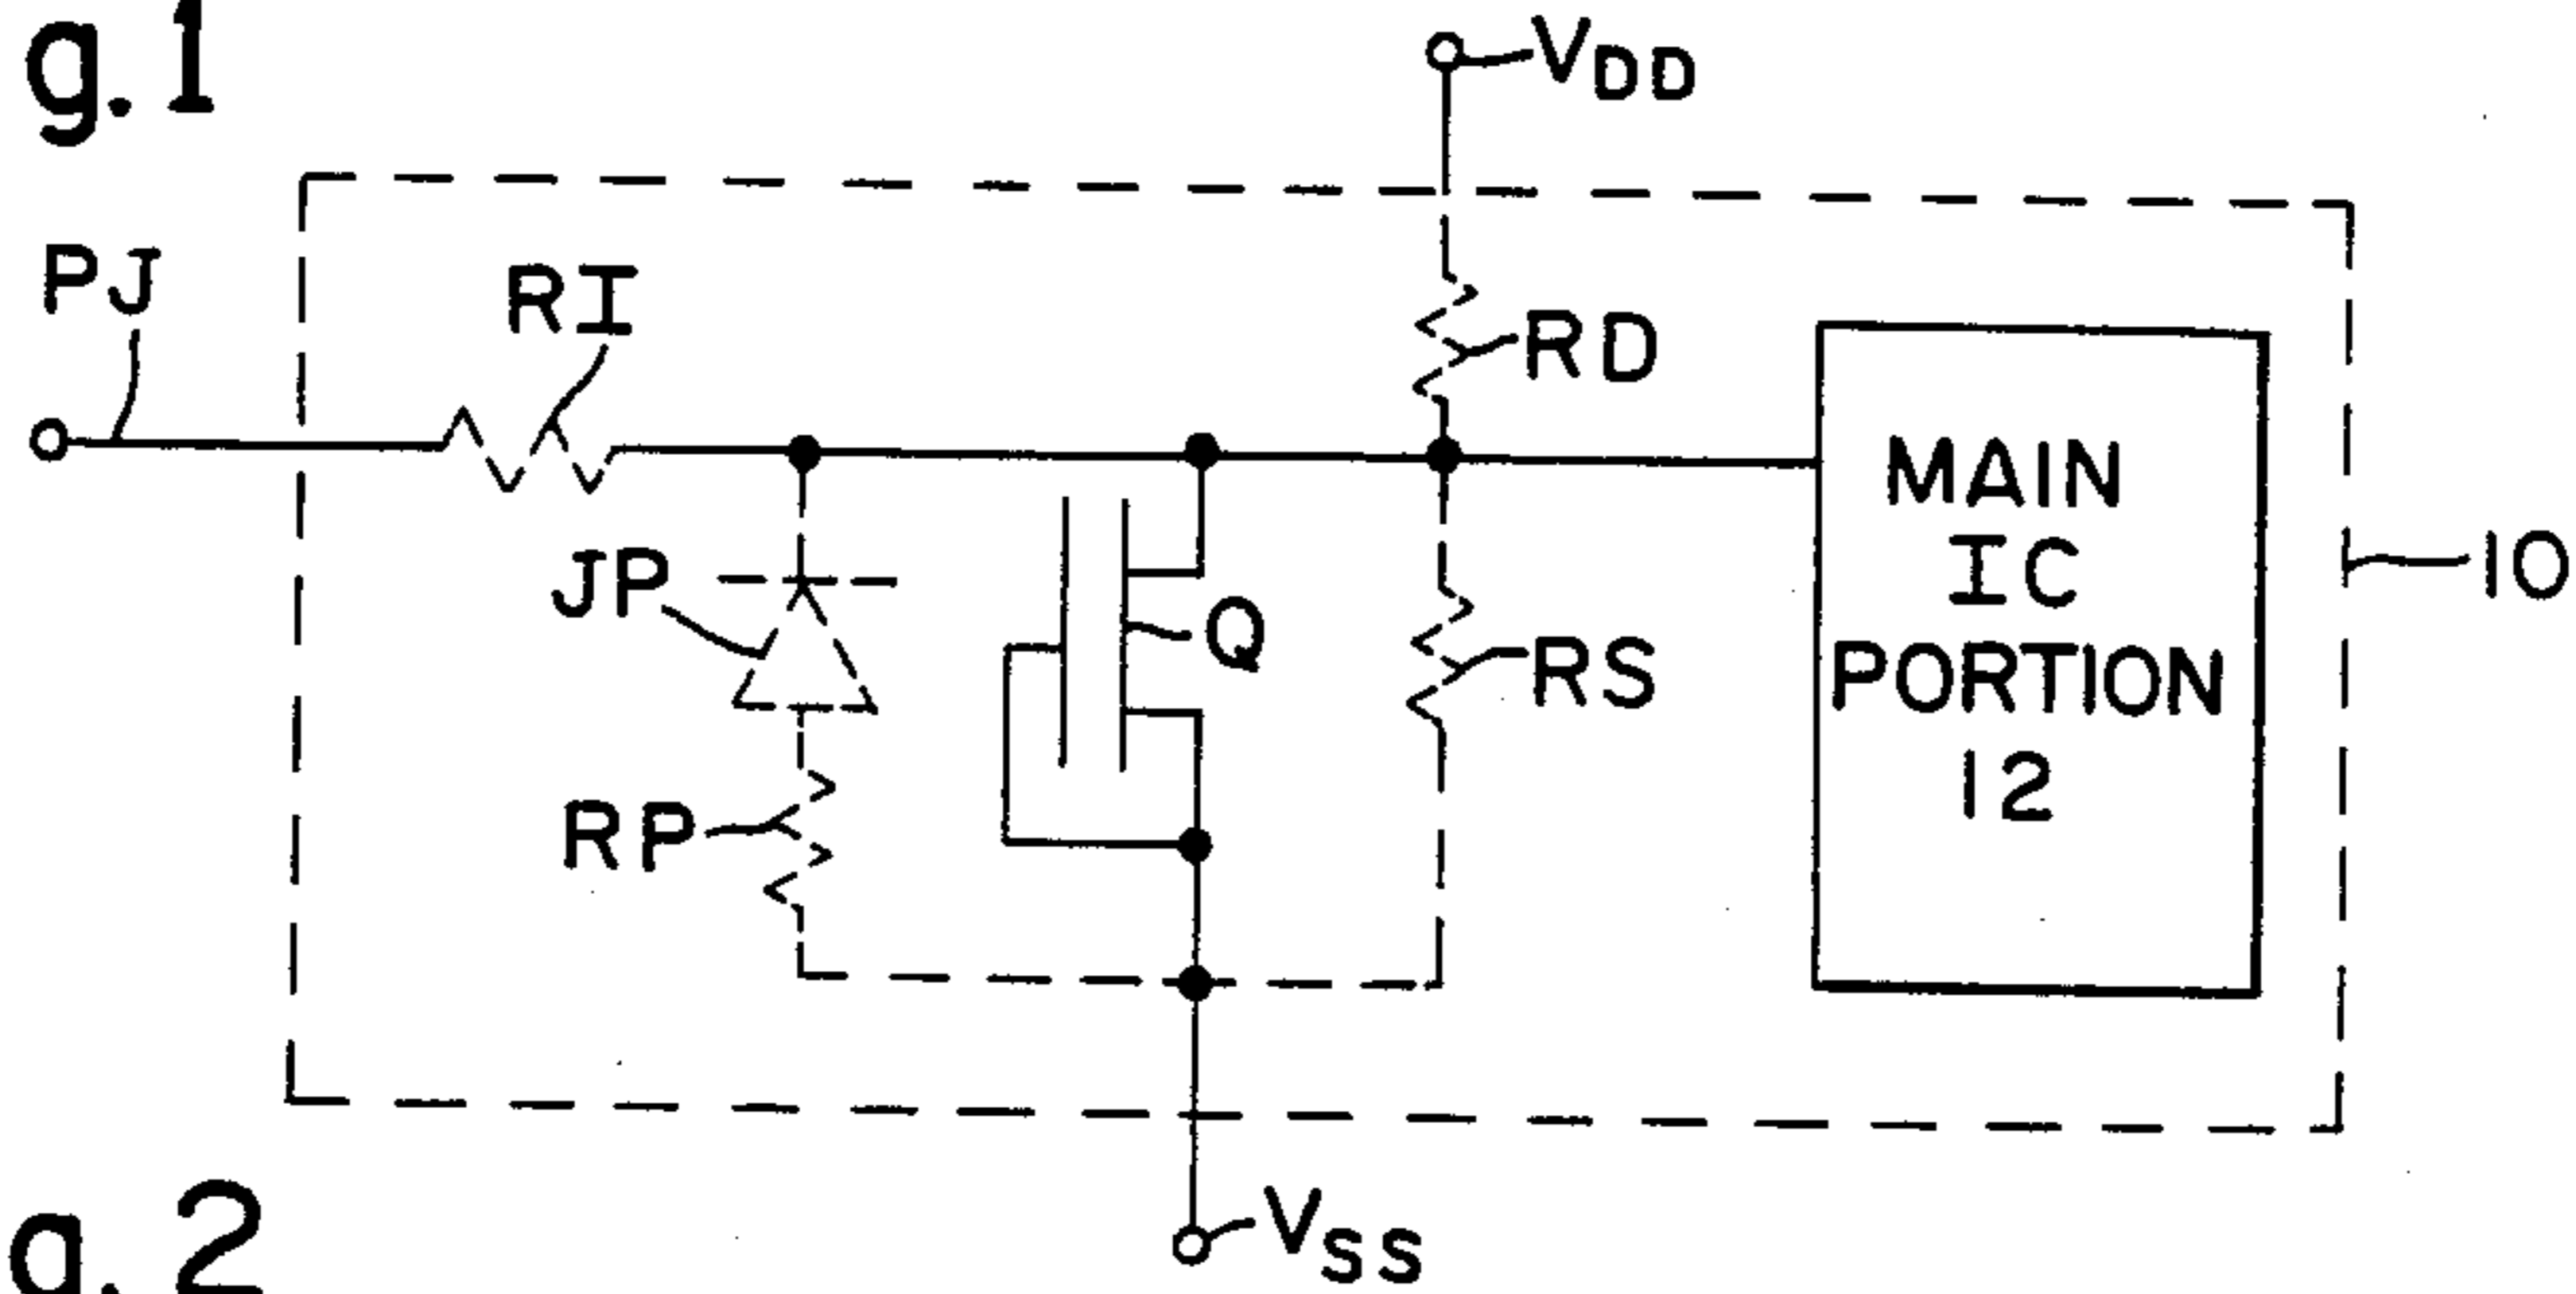 g. 1
VDD
PJ
RI
RD
MAIN
IC
PORTION
12
10
JP
Q
RS
RP
VSS
g. 2